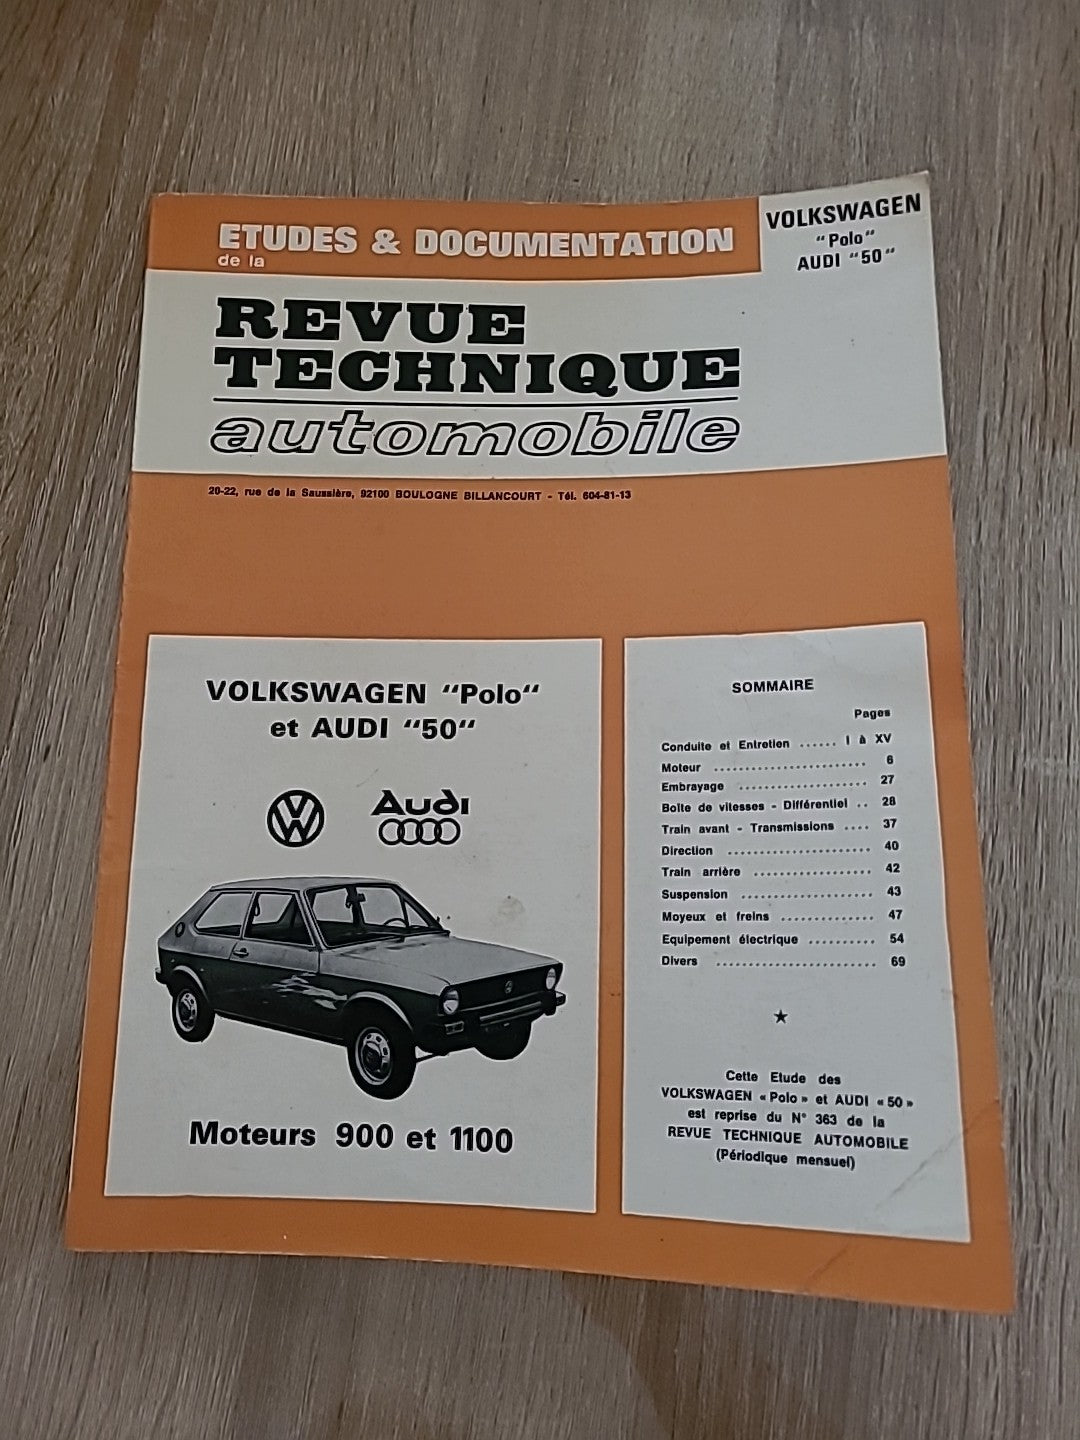 ETUDES & DOCUMENTATION
de la
VOLKSWAGEN
"Polo"
AUDI "50"
REVUE
TECHNIQUE
automobile
20-22, rue de la Saussière, 92100 BOULOGNE BILLANCOURT - Tél. 604-81-13
VOLKSWAGEN "Polo"
et AUDI "50"
Audi
Moteurs 900 et 1100
SOMMAIRE
Pages
Conduite et Entretien ...... I à XV
Moteur ........................ 6
Embrayage ..................... 27
Boîte de vitesses - Différentiel .. 28
Train avant - Transmissions .... 37
Direction ....................... 40
Train arrière ................... 42
Suspension ..................... 43
Moyeux et freins ............... 47
Equipement électrique .......... 54
Divers .......................... 69
Cette Etude des
VOLKSWAGEN « Polo » et AUDI « 50 »
est reprise du N° 363 de la
REVUE TECHNIQUE AUTOMOBILE
(Périodique mensuel)